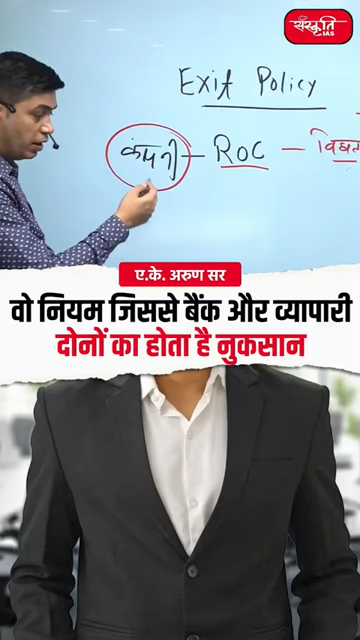 संस्कृति
IAS
Exit Policy
कंपनी – ROC –
ए.के. अरुण सर
वो नियम जिससे बैंक और व्यापारी
दोनों का होता है नुकसान